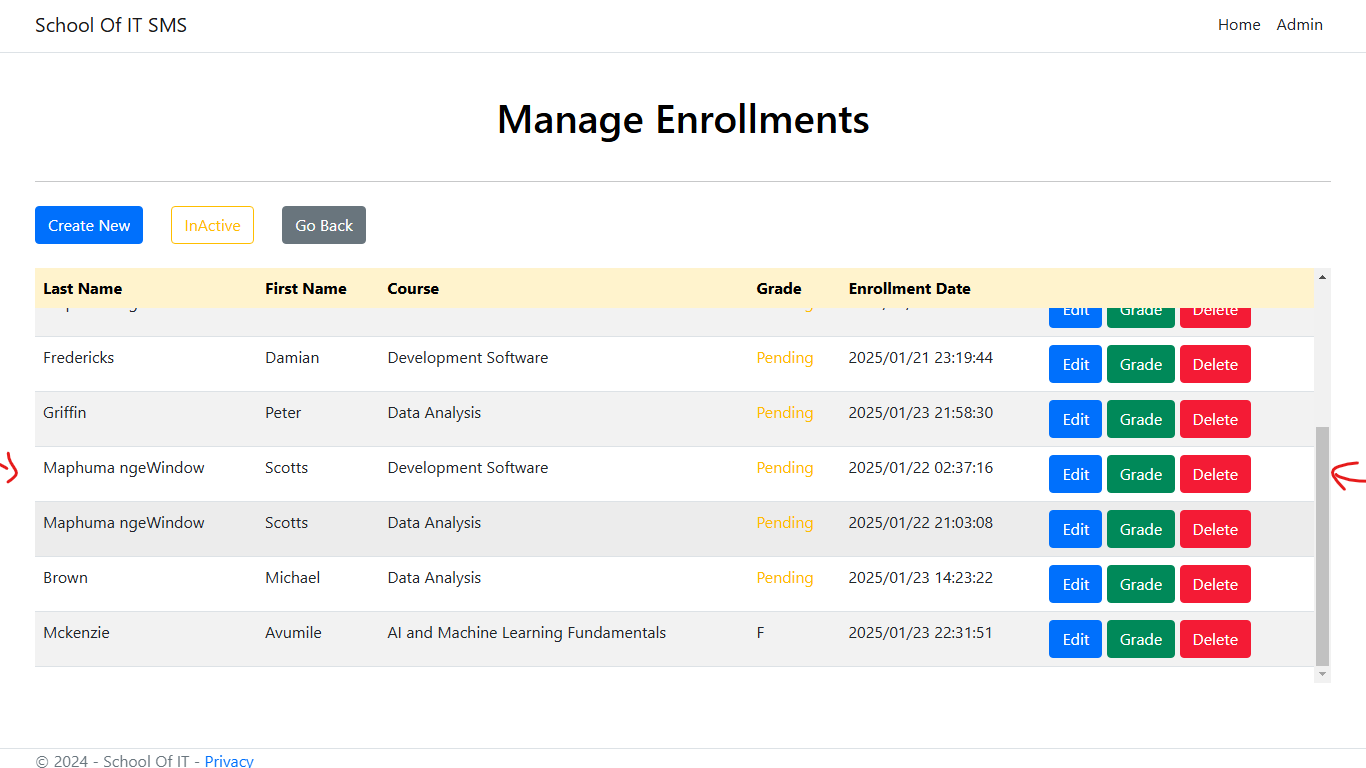 School Of IT SMS Home Admin
Manage Enrollments
Create New InActive Go Back
Last Name First Name Course Grade Enrollment Date
Edit Grade Delete
Fredericks Damian Development Software Pending 2025/01/21 23:19:44 Edit Grade Delete
Griffin Peter Data Analysis Pending 2025/01/23 21:58:30 Edit Grade Delete
Maphuma ngeWindow Scotts Development Software Pending 2025/01/22 02:37:16 Edit Grade Delete
Maphuma ngeWindow Scotts Data Analysis Pending 2025/01/22 21:03:08 Edit Grade Delete
Brown Michael Data Analysis Pending 2025/01/23 14:23:22 Edit Grade Delete
Mckenzie Avumile AI and Machine Learning Fundamentals F 2025/01/23 22:31:51 Edit Grade Delete
© 2024 - School Of IT - Privacy